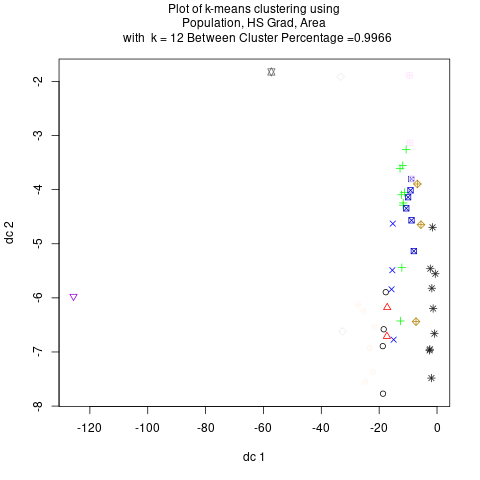 Plot of k-means clustering using
Population, HS Grad, Area
with k = 12 Between Cluster Percentage =0.9966
dc 2
-2
-3
-4
-5
-6
-7
-8
-120 -100 -80 -60 -40 -20 0
dc 1